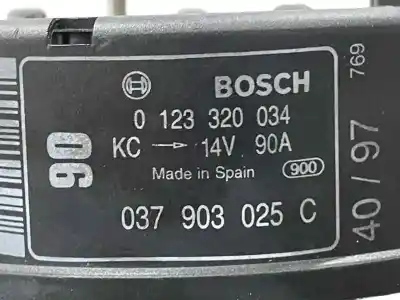 BOSCH
0 123 320 034
KC → 14V 90A
Made in Spain 900
037 903 025 C
90
40 / 97
769